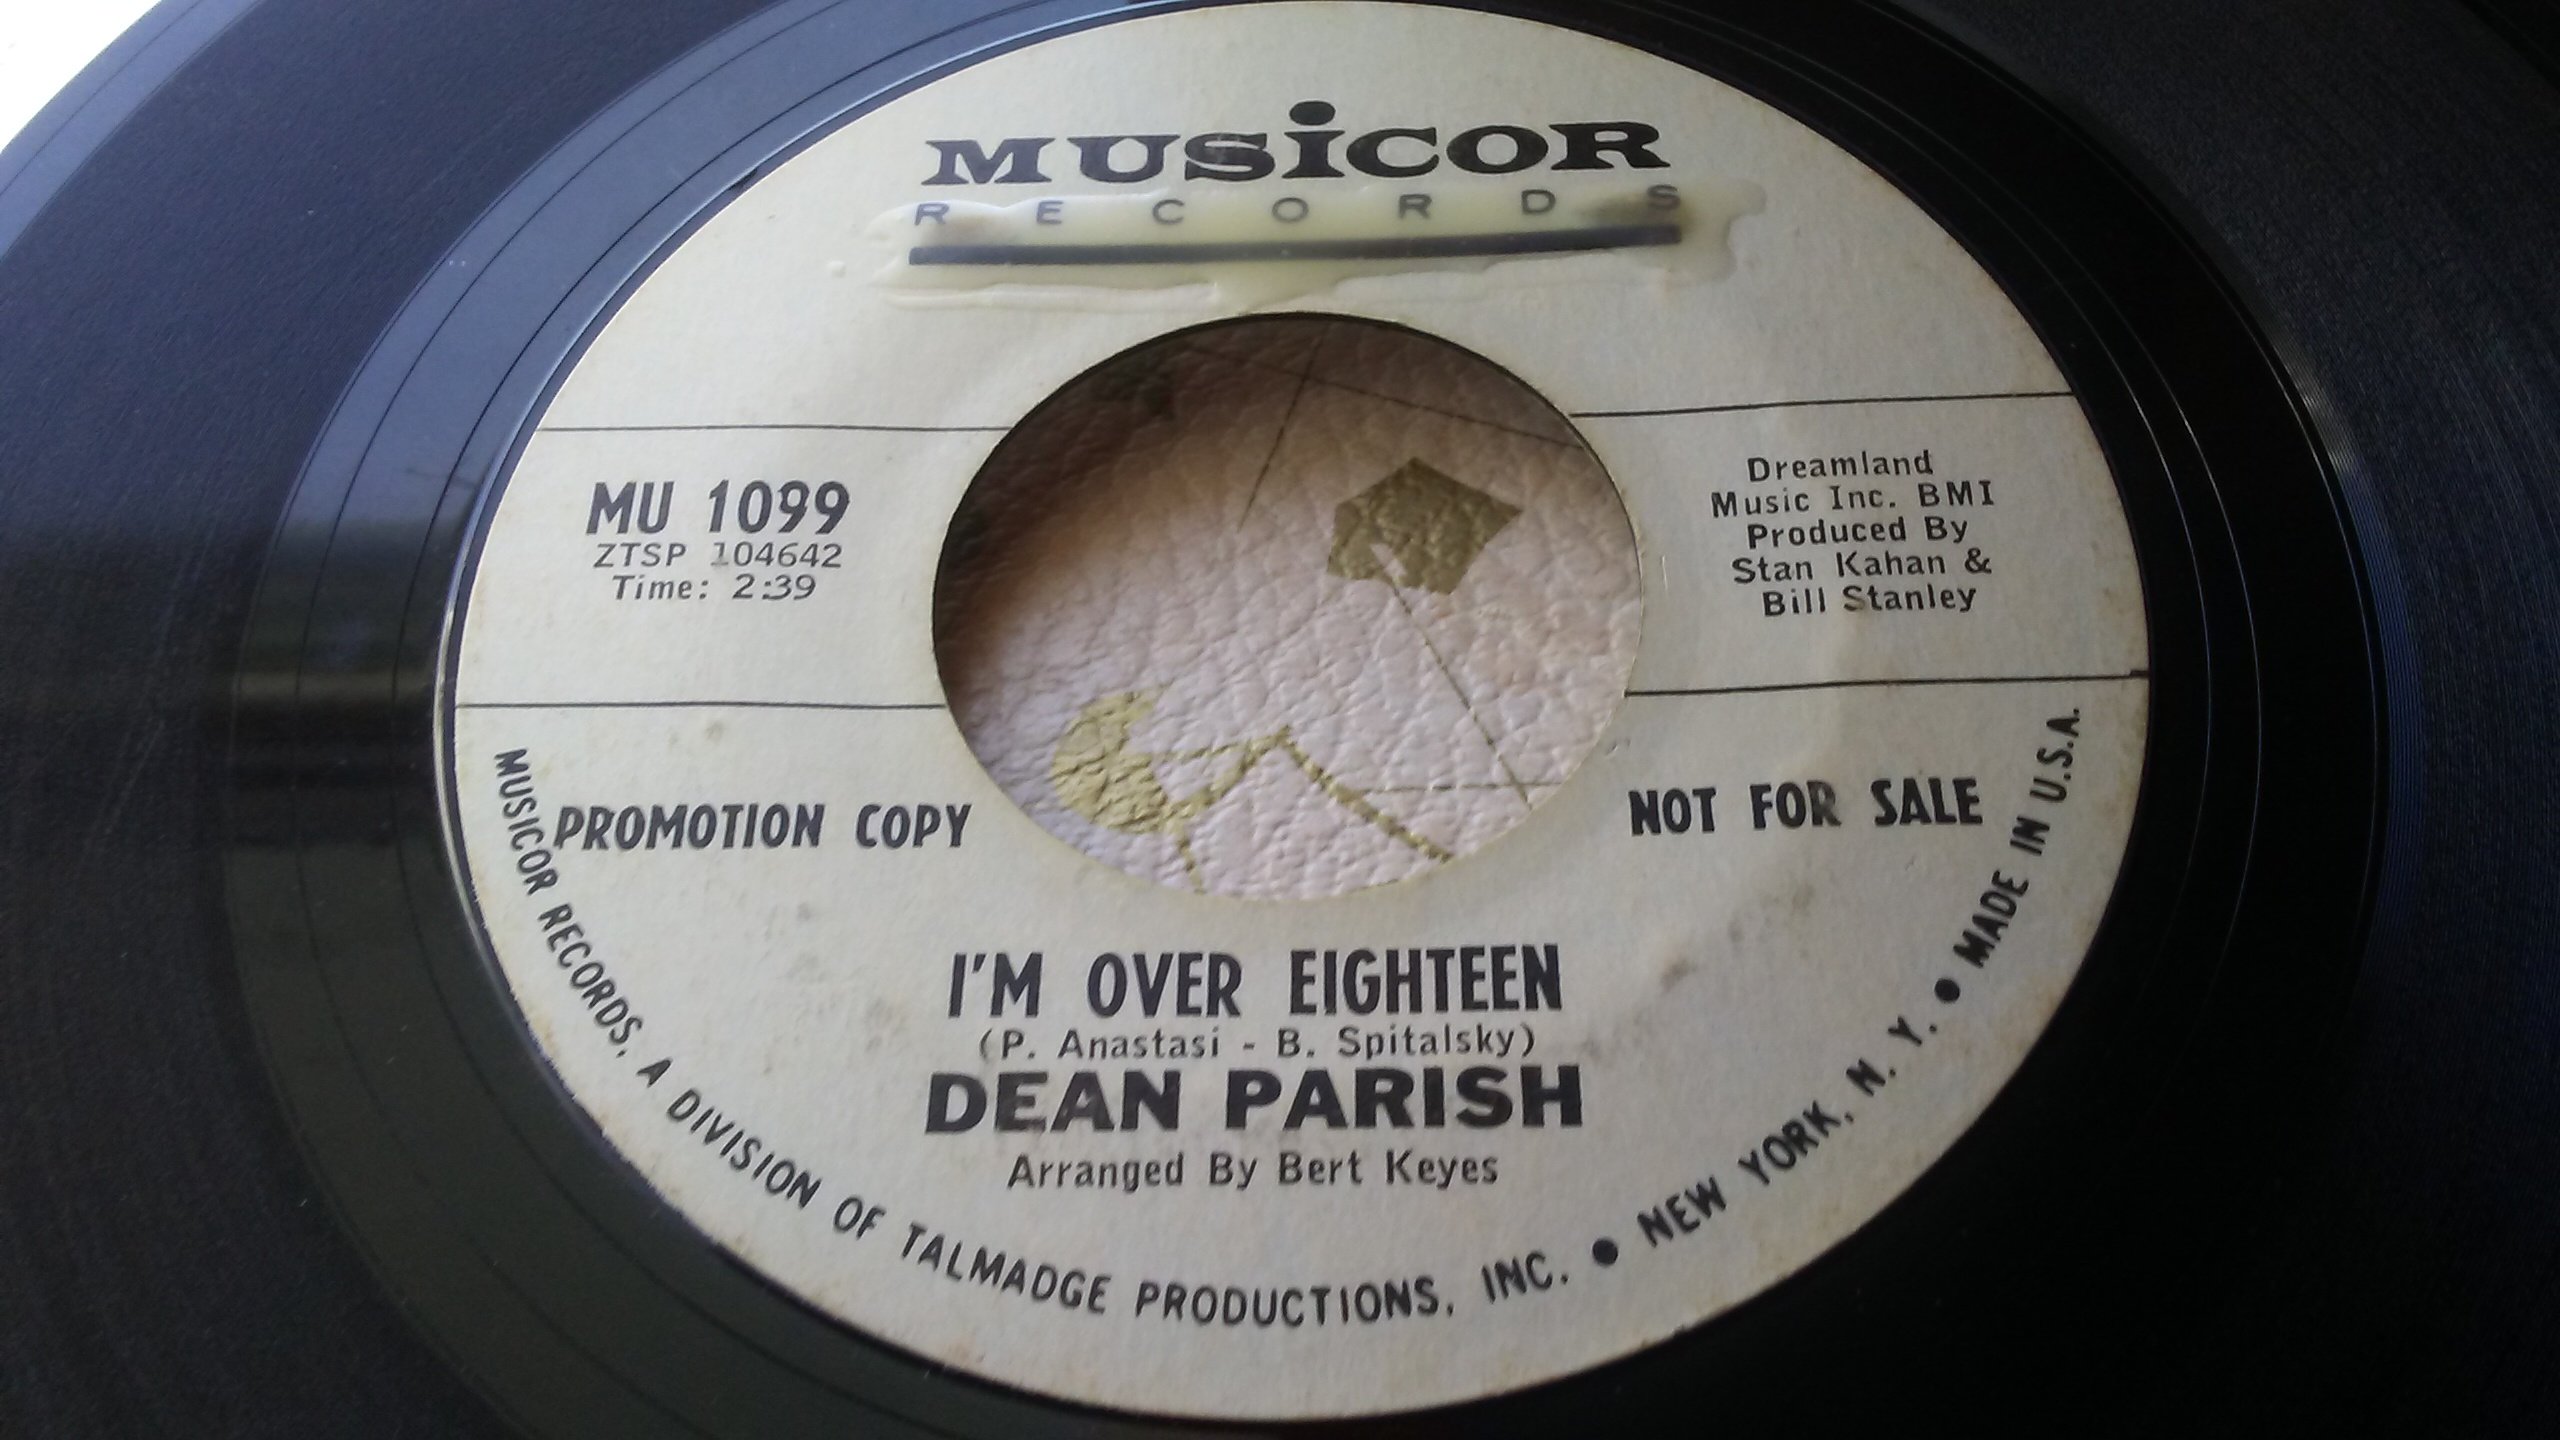 MUSiCOR
RECORDS
MU 1099
ZTSP 104642
Time: 2:39
Dreamland
Music Inc. BMI
Produced By
Stan Kahan &
Bill Stanley
PROMOTION COPY
NOT FOR SALE
I'M OVER EIGHTEEN
(P. Anastasi - B. Spitalsky)
DEAN PARISH
Arranged By Bert Keyes
MUSICOR RECORDS, A DIVISION OF TALMADGE PRODUCTIONS, INC. ● NEW YORK, N. Y. ● MADE IN U.S.A.